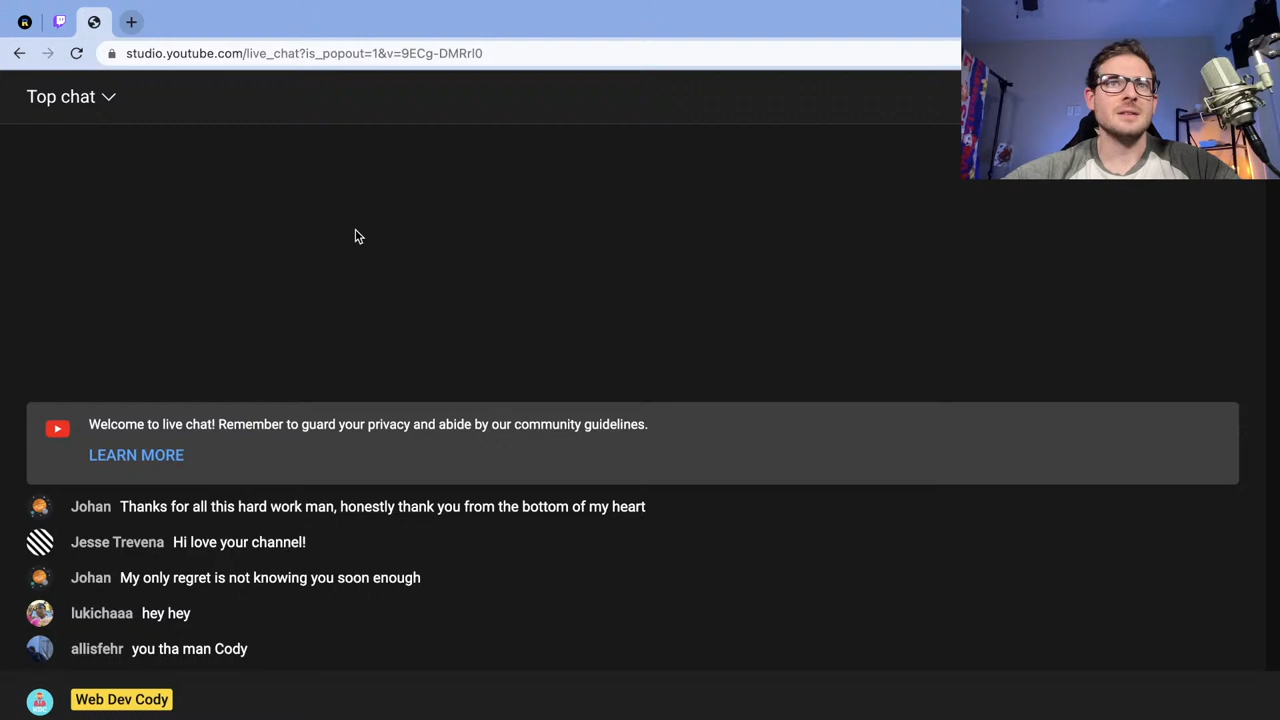 studio.youtube.com/live_chat?is_popout=1&v=9ECg-DMRrl0
Top chat
Welcome to live chat! Remember to guard your privacy and abide by our community guidelines.
LEARN MORE
Johan Thanks for all this hard work man, honestly thank you from the bottom of my heart
Jesse Trevena Hi love your channel!
Johan My only regret is not knowing you soon enough
lukichaaa hey hey
allisfehr you tha man Cody
Web Dev Cody